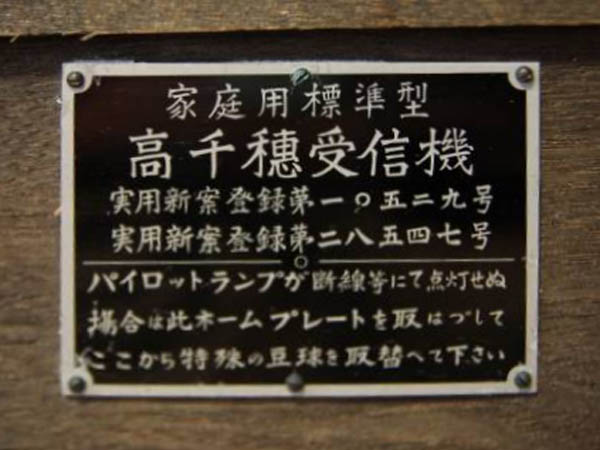 家庭用標準型
高千穂受信機
実用新案登録第一〇五二九号
実用新案登録第二八五四七号
パイロットランプが断線等にて点灯せぬ
場合は此ネームプレートを取はづして
ここから特殊の豆球を取替へて下さい